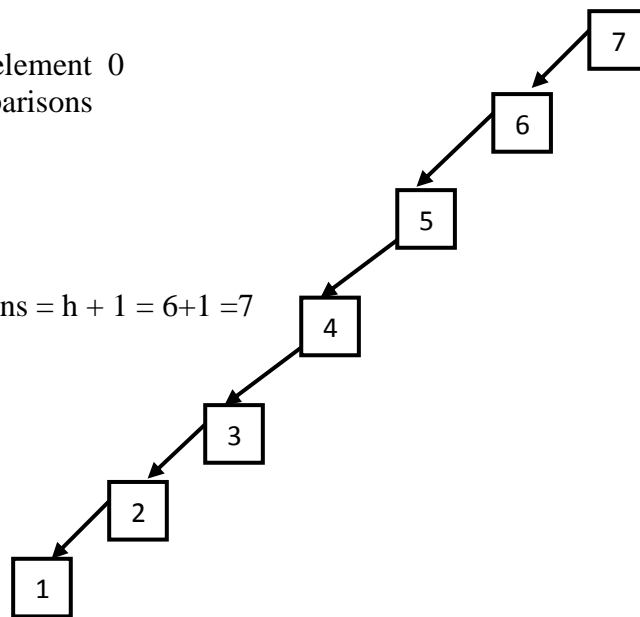 7
element 0
parisons
6
5
ns = h + 1 = 6+1 =7
4
3
2
1